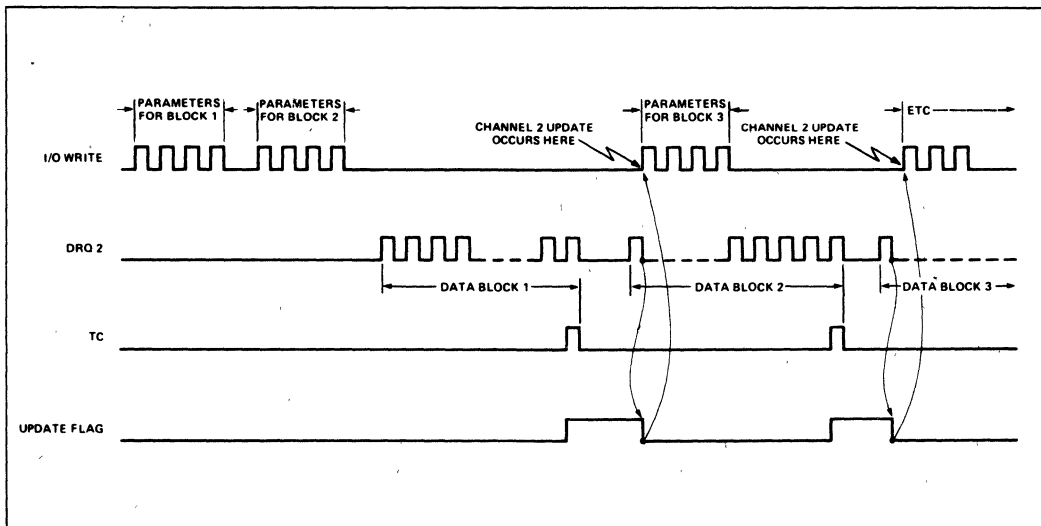 PARAMETERS
FOR BLOCK 1
PARAMETERS
FOR BLOCK 2
PARAMETERS
FOR BLOCK 3
ETC
CHANNEL 2 UPDATE
OCCURS HERE
CHANNEL 2 UPDATE
OCCURS HERE
I/O WRITE
DRQ 2
DATA BLOCK 1
DATA BLOCK 2
DATA BLOCK 3
TC
UPDATE FLAG